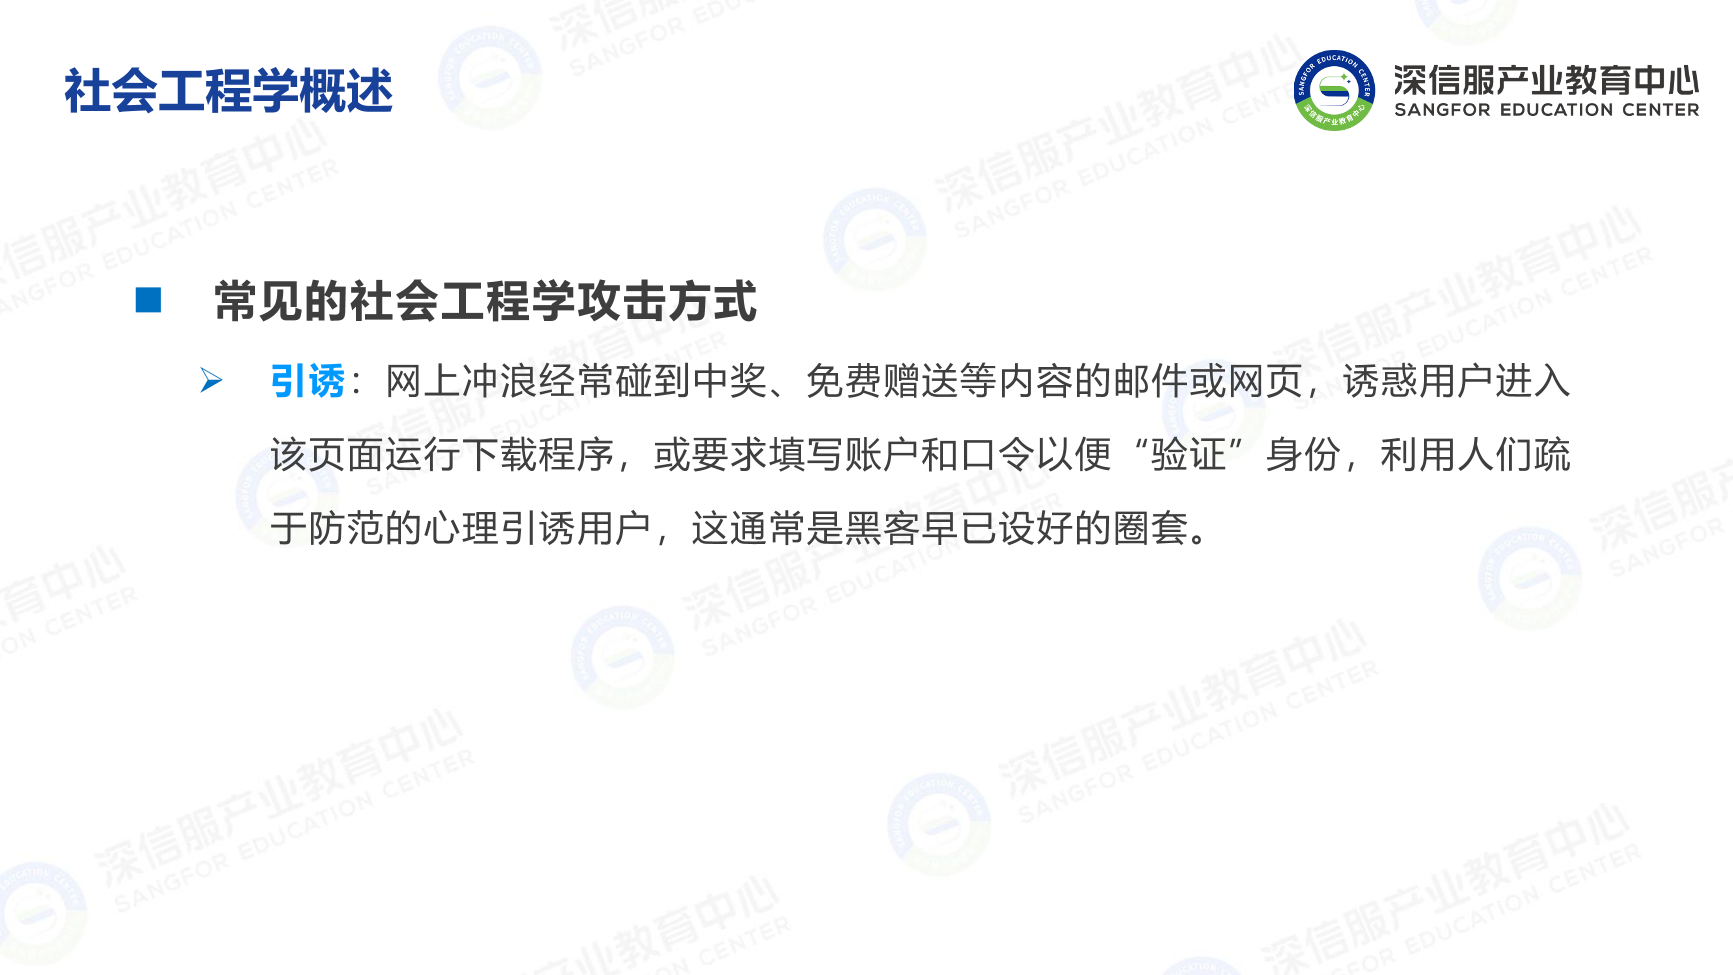 社会工程学概述
深信服产业教育中心
SANGFOR EDUCATION CENTER
■ 常见的社会工程学攻击方式
➢ 引诱：网上冲浪经常碰到中奖、免费赠送等内容的邮件或网页，诱惑用户进入
该页面运行下载程序，或要求填写账户和口令以便“验证”身份，利用人们疏
于防范的心理引诱用户，这通常是黑客早已设好的圈套。